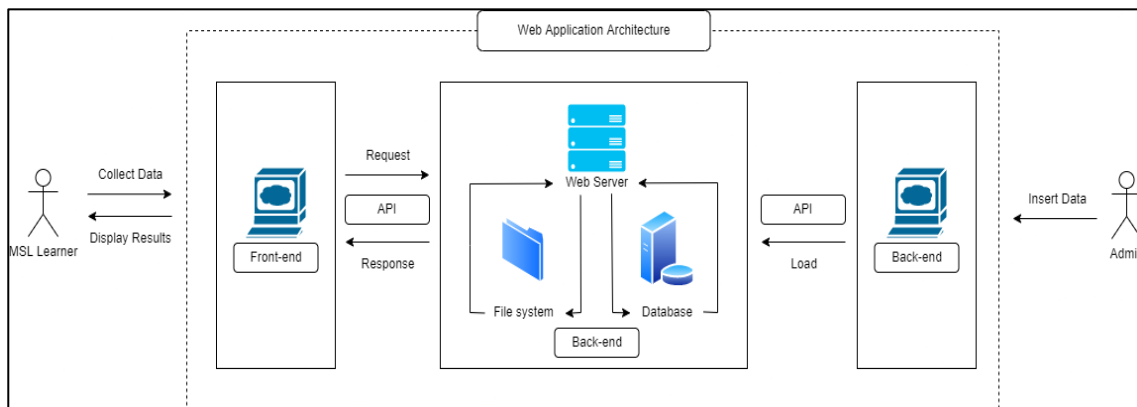 Web Application Architecture
Collect Data
Display Results
MSL Learner
Front-end
Request
API
Response
Web Server
File system
Database
Back-end
API
Load
Back-end
Insert Data
Admi